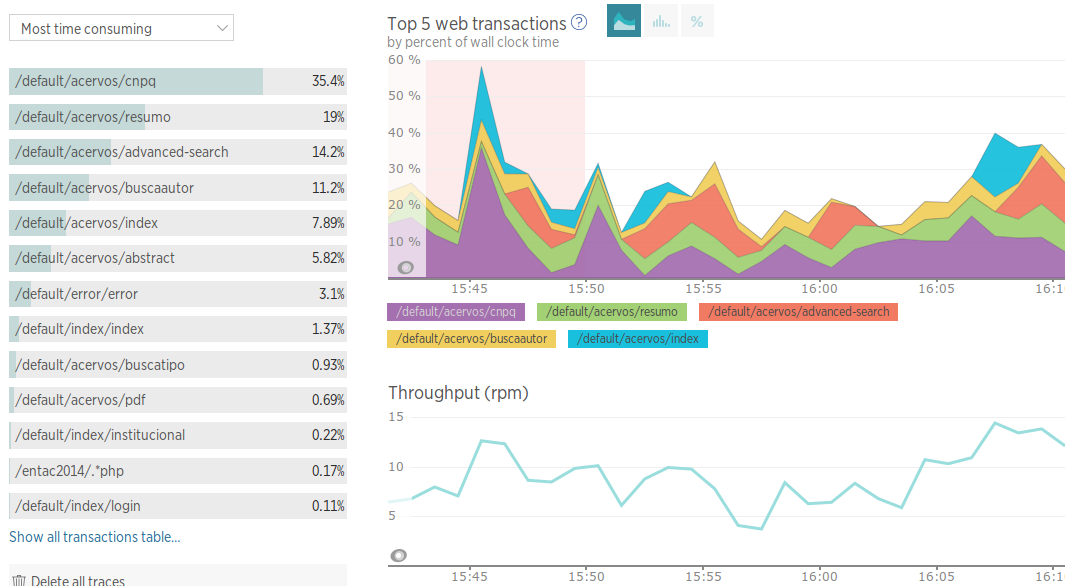 Most time consuming
/default/acervos/cnpq 35.4%
/default/acervos/resumo 19%
/default/acervos/advanced-search 14.2%
/default/acervos/buscaautor 11.2%
/default/acervos/index 7.89%
/default/acervos/abstract 5.82%
/default/error/error 3.1%
/default/index/index 1.37%
/default/acervos/buscatipo 0.93%
/default/acervos/pdf 0.69%
/default/index/institucional 0.22%
/entac2014/.*php 0.17%
/default/index/login 0.11%
Show all transactions table...
Delete all traces
Top 5 web transactions ? %
by percent of wall clock time
60 %
50 %
40 %
30 %
20 %
10 %
15:45 15:50 15:55 16:00 16:05 16:1
/default/acervos/cnpq /default/acervos/resumo /default/acervos/advanced-search
/default/acervos/buscaautor /default/acervos/index
Throughput (rpm)
15
10
5
15:45 15:50 15:55 16:00 16:05 16:1